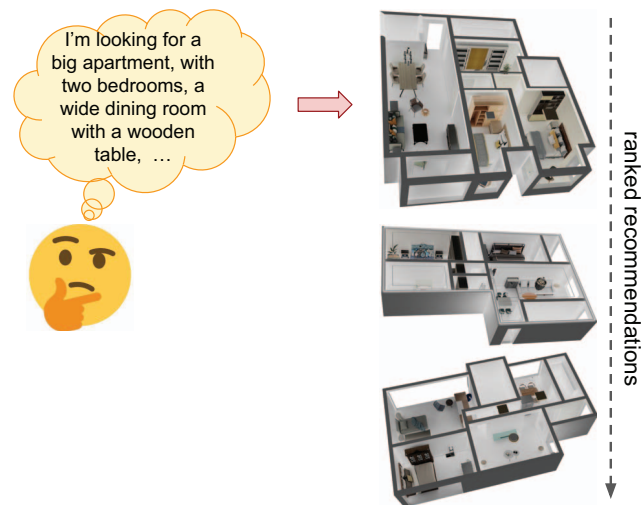 I'm looking for a
big apartment, with
two bedrooms, a
wide dining room
with a wooden
table, ...
ranked recommendations